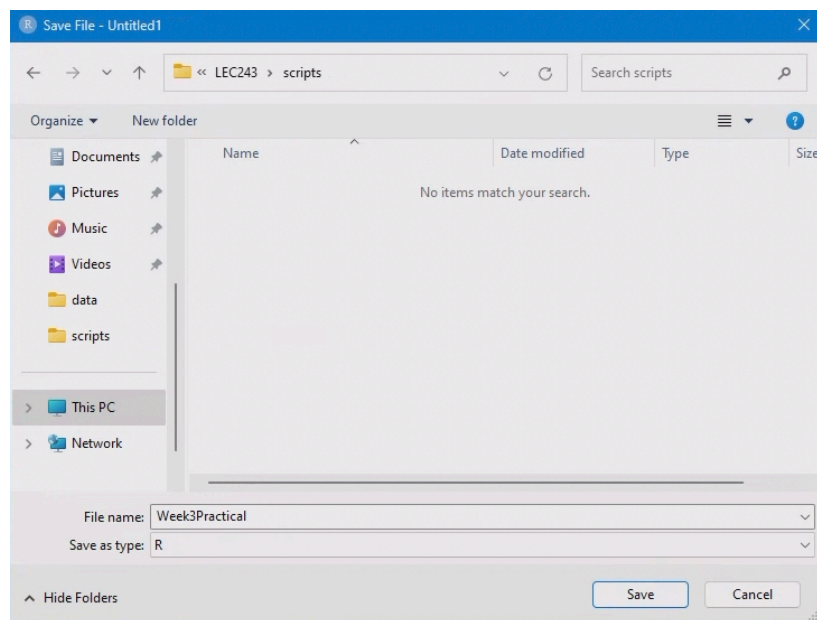 R Save File - Untitled1
« LEC243 › scripts
Search scripts
Organize
New folder
?
Name
Date modified
Type
Size
Documents
No items match your search.
Pictures
Music
Videos
data
scripts
This PC
Network
File name: Week3Practical
Save as type: R
Hide Folders
Save
Cancel